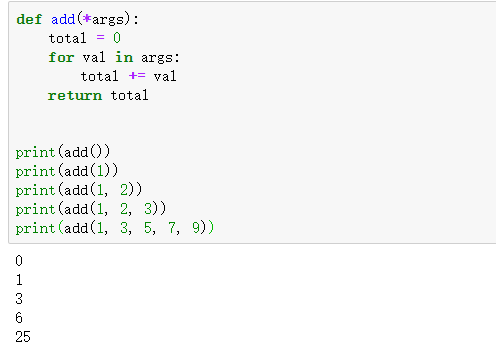 def add(*args):
    total = 0
    for val in args:
        total += val
    return total
print(add())
print(add(1))
print(add(1, 2))
print(add(1, 2, 3))
print(add(1, 3, 5, 7, 9))
0
1
3
6
25